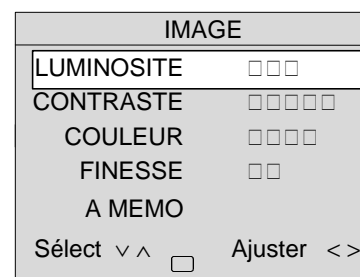 IMAGE
LUMINOSITE □□□
CONTRASTE □□□□□
COULEUR □□□□
FINESSE □□
A MEMO
Sélect ∨ ∧ Ajuster < >